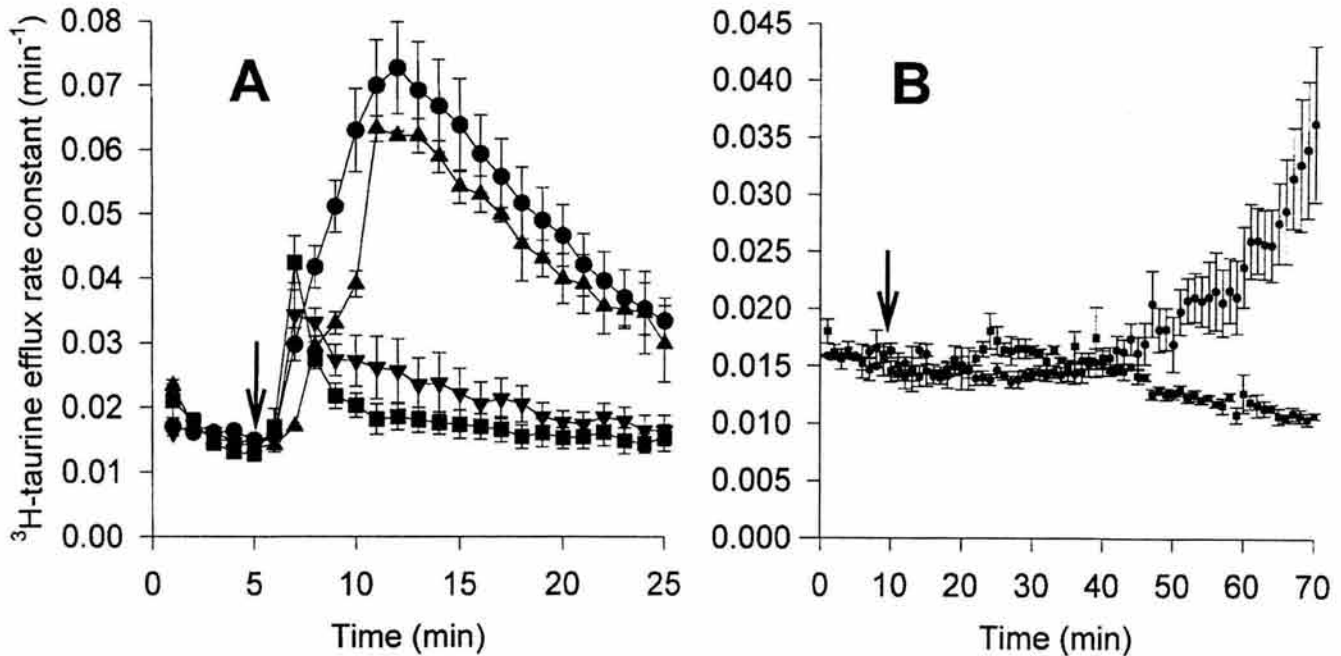 ³H-taurine efflux rate constant (min⁻¹)
A
0.08
0.07
0.06
0.05
0.04
0.03
0.02
0.01
0.00
0 5 10 15 20 25
Time (min)
B
0.045
0.040
0.035
0.030
0.025
0.020
0.015
0.010
0.005
0.000
0 10 20 30 40 50 60 70
Time (min)